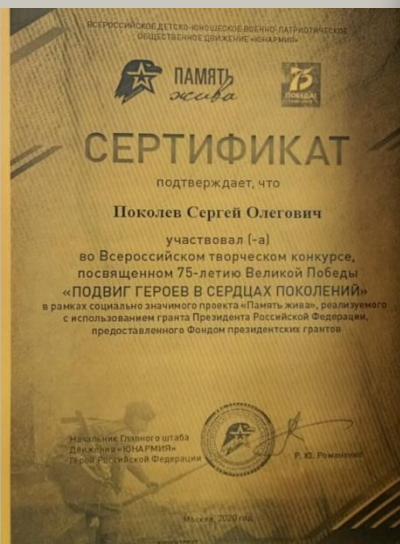 ВСЕРОССИЙСКОЕ ДЕТСКО-ЮНОШЕСКОЕ ВОЕННО-ПАТРИОТИЧЕСКОЕ
ОБЩЕСТВЕННОЕ ДВИЖЕНИЕ «ЮНАРМИЯ»
ПАМЯТЬ
жива
75
ПОБЕДА!
СЕРТИФИКАТ
подтверждает, что
Поколев Сергей Олегович
участвовал (-а)
во Всероссийском творческом конкурсе,
посвященном 75-летию Великой Победы
«ПОДВИГ ГЕРОЕВ В СЕРДЦАХ ПОКОЛЕНИЙ»
в рамках социально значимого проекта «Память жива», реализуемого
с использованием гранта Президента Российской Федерации,
предоставленного Фондом президентских грантов
Начальник Главного штаба
Движения «ЮНАРМИЯ»
Герой Российской Федерации
Р. Ю. Романенко
Москва, 2020 год